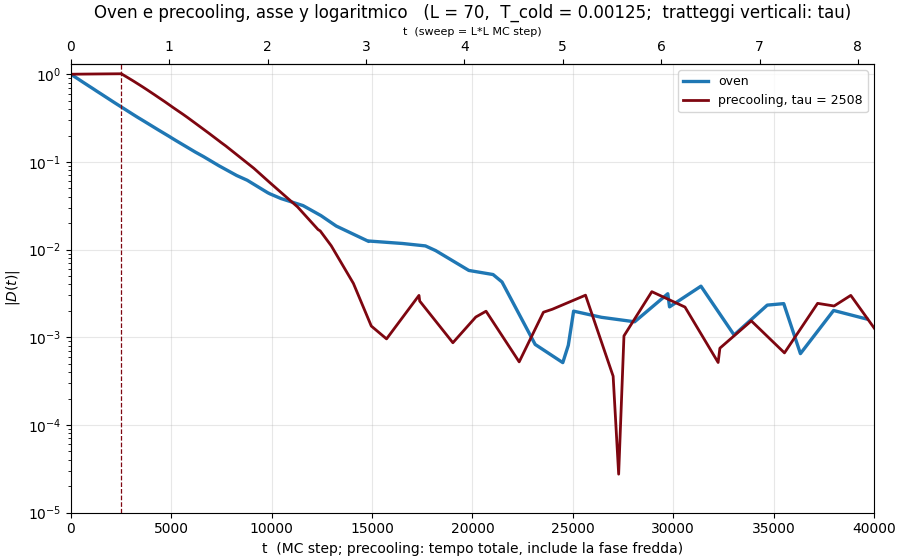 Oven e precooling, asse y logaritmico   (L = 70,  T_cold = 0.00125;  tratteggi verticali: tau)
t  (sweep = L*L MC step)
0 1 2 3 4 5 6 7 8
oven
precooling, tau = 2508
10^0
10^-1
10^-2
10^-3
10^-4
10^-5
|D(t)|
0 5000 10000 15000 20000 25000 30000 35000 40000
t  (MC step; precooling: tempo totale, include la fase fredda)